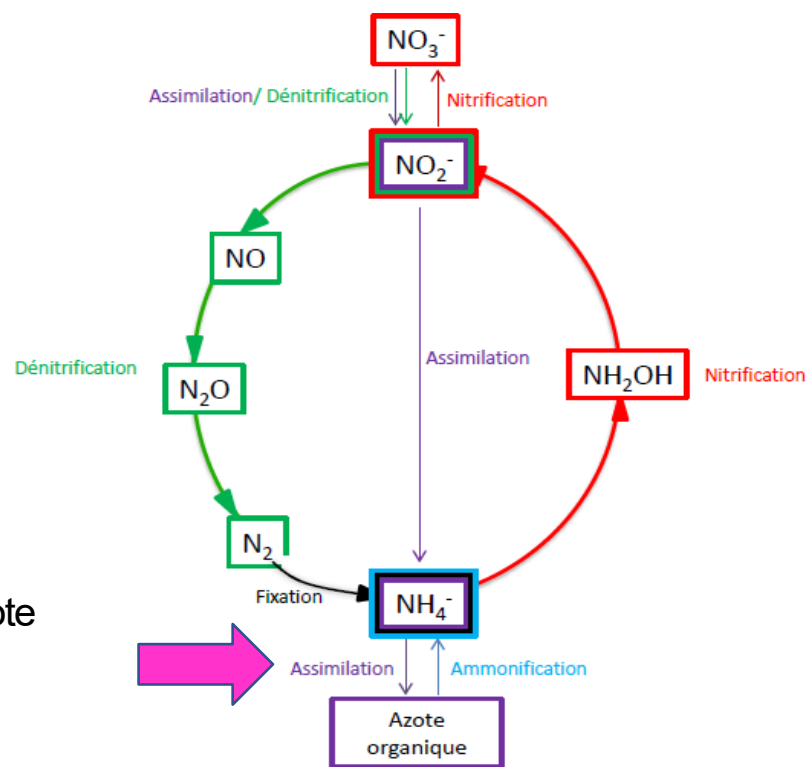 NO₃⁻
Assimilation/ Dénitrification
Nitrification
NO₂⁻
NO
Dénitrification
N₂O
Assimilation
NH₂OH
Nitrification
N₂
Fixation
NH₄⁻
ote
Assimilation
Ammonification
Azote
organique